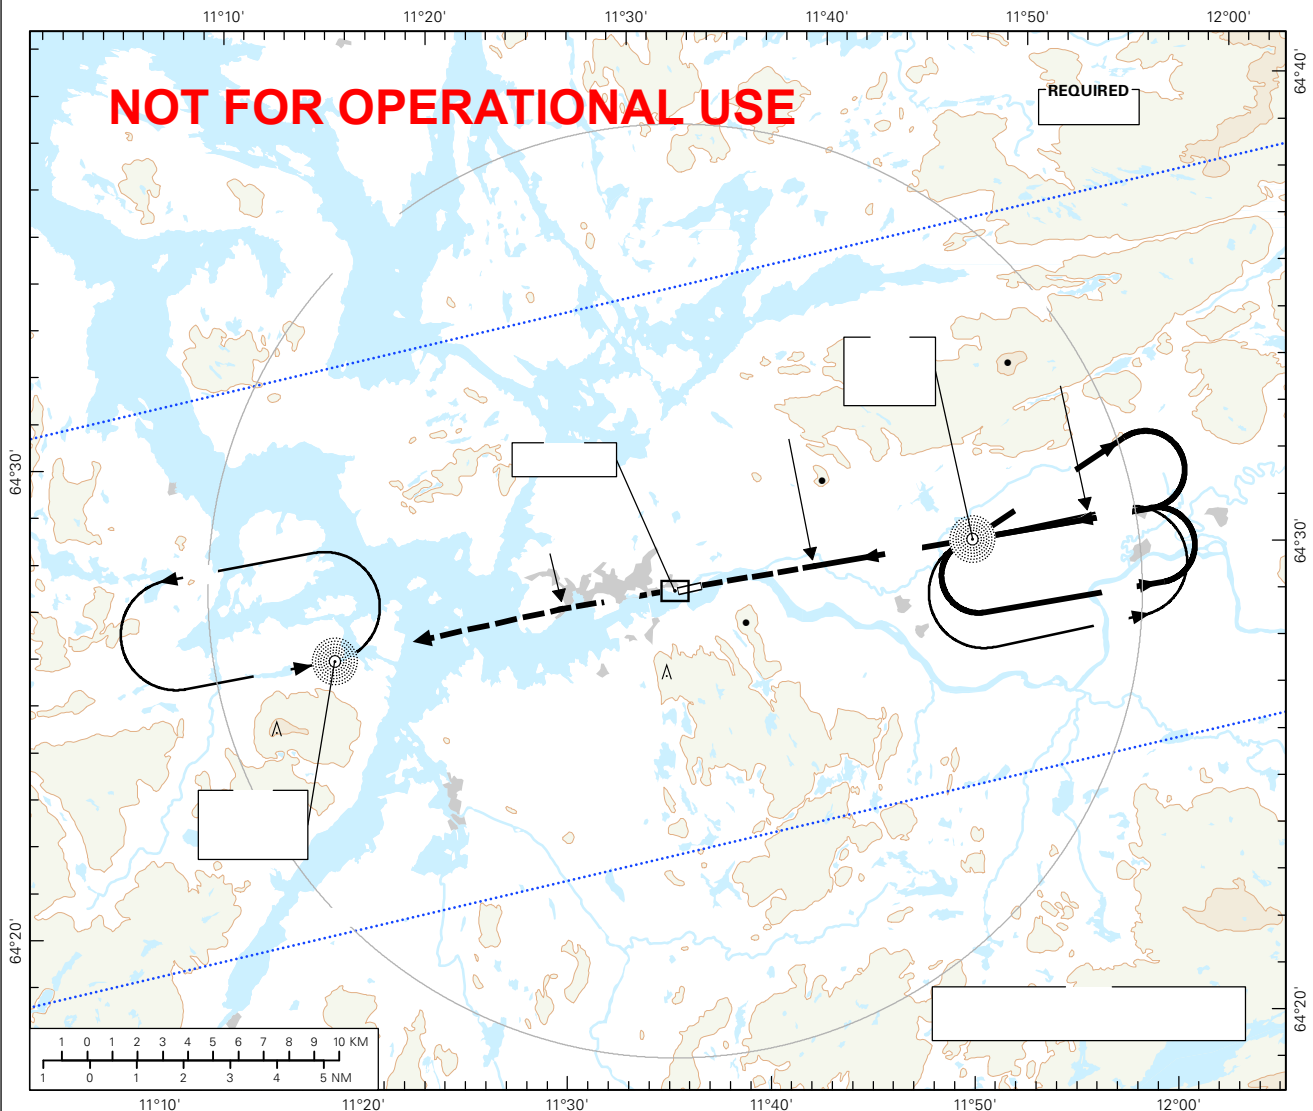 11°10' 11°20' 11°30' 11°40' 11°50' 12°00'
64°40'
NOT FOR OPERATIONAL USE
REQUIRED
64°30'
64°30'
64°20'
64°20'
1 0 1 2 3 4 5 6 7 8 9 10 KM
1 0 1 2 3 4 5 NM
11°10' 11°20' 11°30' 11°40' 11°50' 12°00'